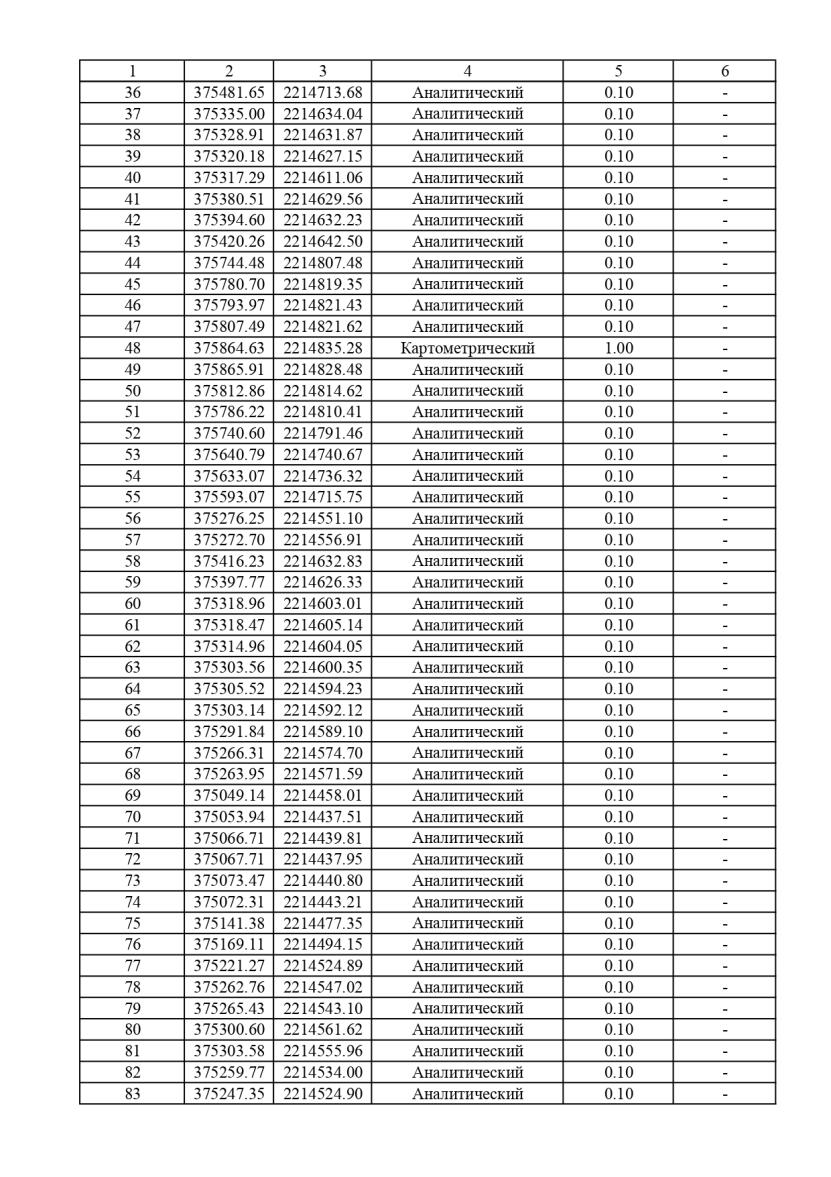 1 2 3 4 5 6
36 375481.65 2214713.68 Аналитический 0.10 -
37 375335.00 2214634.04 Аналитический 0.10 -
38 375328.91 2214631.87 Аналитический 0.10 -
39 375320.18 2214627.15 Аналитический 0.10 -
40 375317.29 2214611.06 Аналитический 0.10 -
41 375380.51 2214629.56 Аналитический 0.10 -
42 375394.60 2214632.23 Аналитический 0.10 -
43 375420.26 2214642.50 Аналитический 0.10 -
44 375744.48 2214807.48 Аналитический 0.10 -
45 375780.70 2214819.35 Аналитический 0.10 -
46 375793.97 2214821.43 Аналитический 0.10 -
47 375807.49 2214821.62 Аналитический 0.10 -
48 375864.63 2214835.28 Картометрический 1.00 -
49 375865.91 2214828.48 Аналитический 0.10 -
50 375812.86 2214814.62 Аналитический 0.10 -
51 375786.22 2214810.41 Аналитический 0.10 -
52 375740.60 2214791.46 Аналитический 0.10 -
53 375640.79 2214740.67 Аналитический 0.10 -
54 375633.07 2214736.32 Аналитический 0.10 -
55 375593.07 2214715.75 Аналитический 0.10 -
56 375276.25 2214551.10 Аналитический 0.10 -
57 375272.70 2214556.91 Аналитический 0.10 -
58 375416.23 2214632.83 Аналитический 0.10 -
59 375397.77 2214626.33 Аналитический 0.10 -
60 375318.96 2214603.01 Аналитический 0.10 -
61 375318.47 2214605.14 Аналитический 0.10 -
62 375314.96 2214604.05 Аналитический 0.10 -
63 375303.56 2214600.35 Аналитический 0.10 -
64 375305.52 2214594.23 Аналитический 0.10 -
65 375303.14 2214592.12 Аналитический 0.10 -
66 375291.84 2214589.10 Аналитический 0.10 -
67 375266.31 2214574.70 Аналитический 0.10 -
68 375263.95 2214571.59 Аналитический 0.10 -
69 375049.14 2214458.01 Аналитический 0.10 -
70 375053.94 2214437.51 Аналитический 0.10 -
71 375066.71 2214439.81 Аналитический 0.10 -
72 375067.71 2214437.95 Аналитический 0.10 -
73 375073.47 2214440.80 Аналитический 0.10 -
74 375072.31 2214443.21 Аналитический 0.10 -
75 375141.38 2214477.35 Аналитический 0.10 -
76 375169.11 2214494.15 Аналитический 0.10 -
77 375221.27 2214524.89 Аналитический 0.10 -
78 375262.76 2214547.02 Аналитический 0.10 -
79 375265.43 2214543.10 Аналитический 0.10 -
80 375300.60 2214561.62 Аналитический 0.10 -
81 375303.58 2214555.96 Аналитический 0.10 -
82 375259.77 2214534.00 Аналитический 0.10 -
83 375247.35 2214524.90 Аналитический 0.10 -